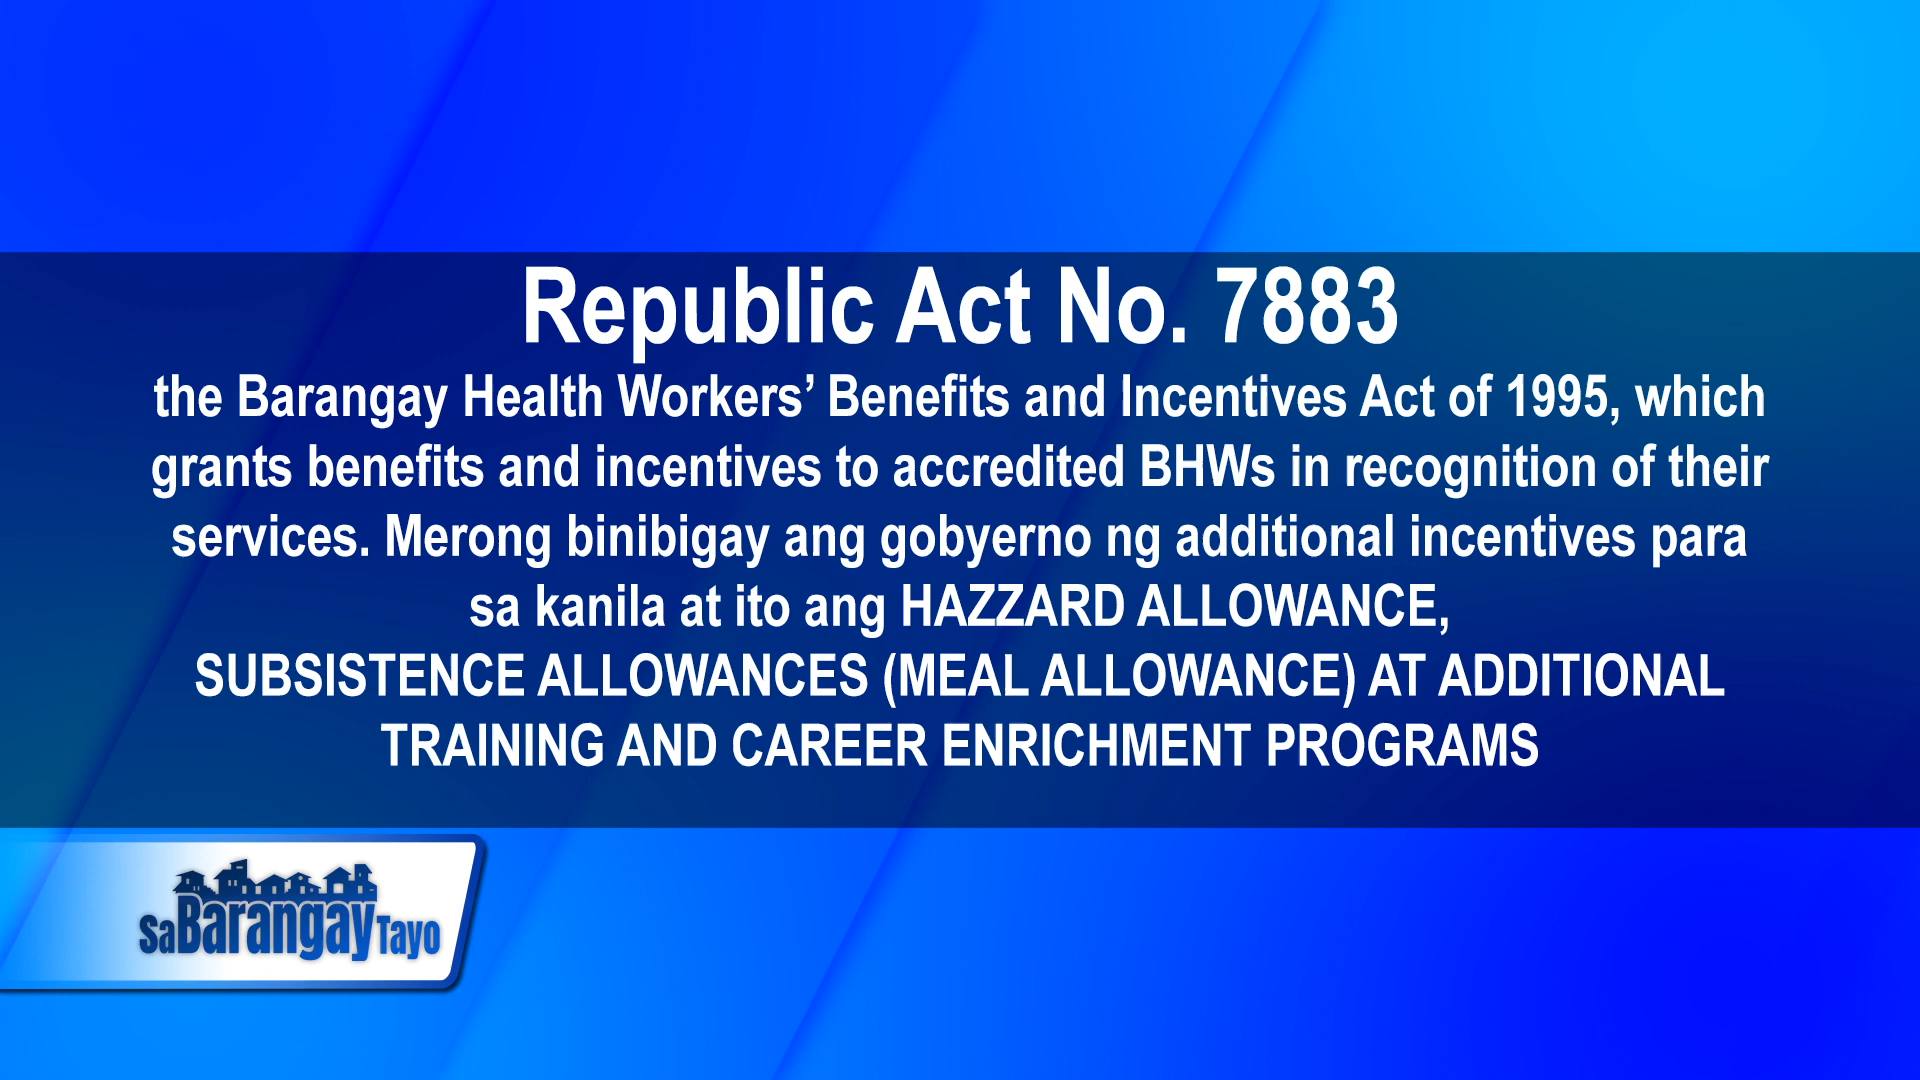 Republic Act No. 7883
the Barangay Health Workers’ Benefits and Incentives Act of 1995, which
grants benefits and incentives to accredited BHWs in recognition of their
services. Merong binibigay ang gobyerno ng additional incentives para
sa kanila at ito ang HAZZARD ALLOWANCE,
SUBSISTENCE ALLOWANCES (MEAL ALLOWANCE) AT ADDITIONAL
TRAINING AND CAREER ENRICHMENT PROGRAMS
saBarangayTayo